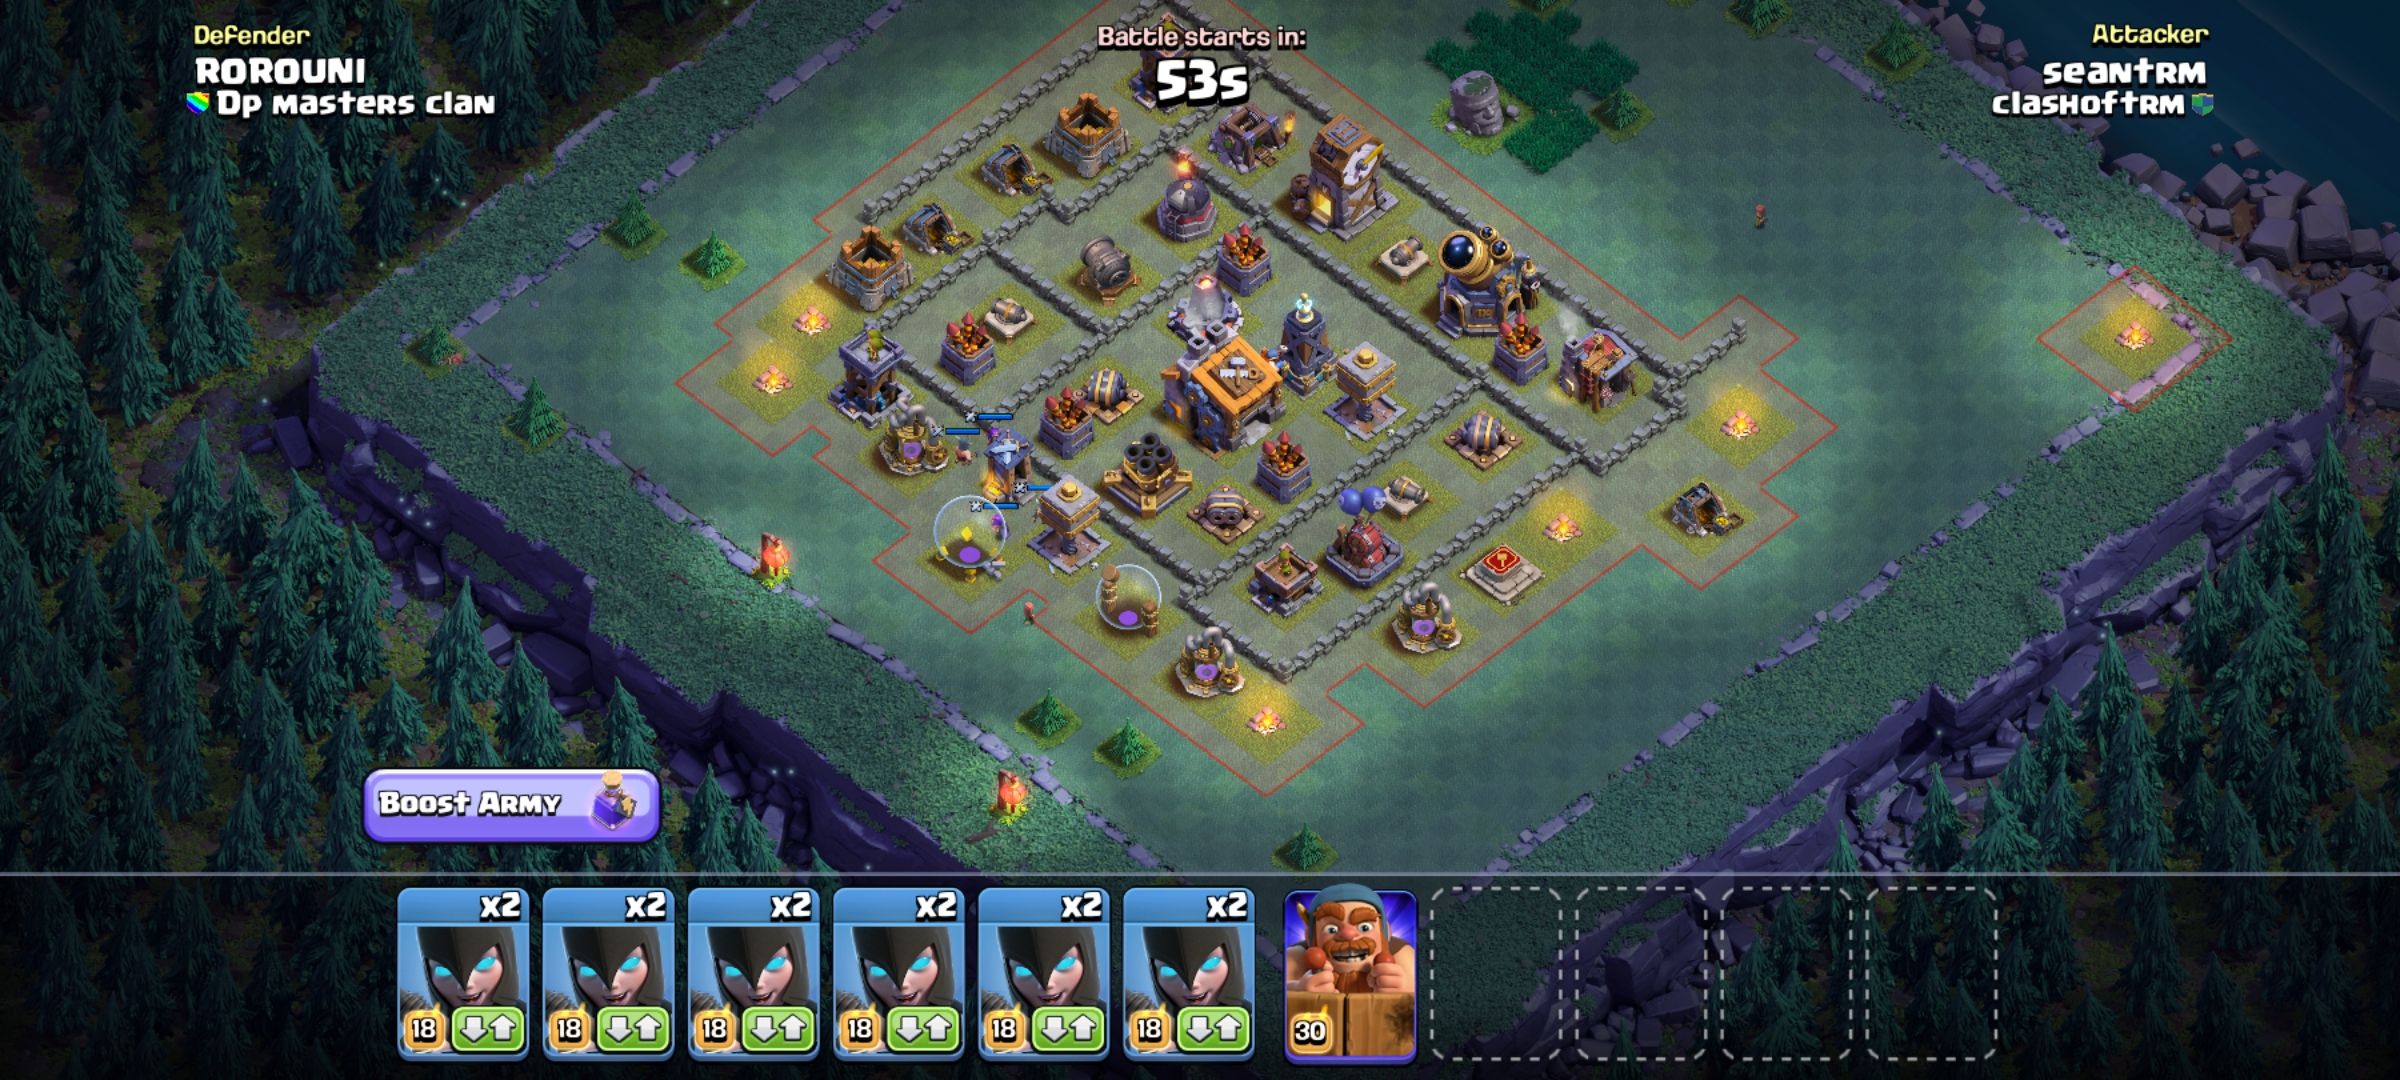 Defender
ROROUNI
Dp masters clan
Battle starts in:
53s
Attacker
seantRM
clashoftRM
Boost Army
x2
x2
x2
x2
x2
x2
18
18
18
18
18
18
30